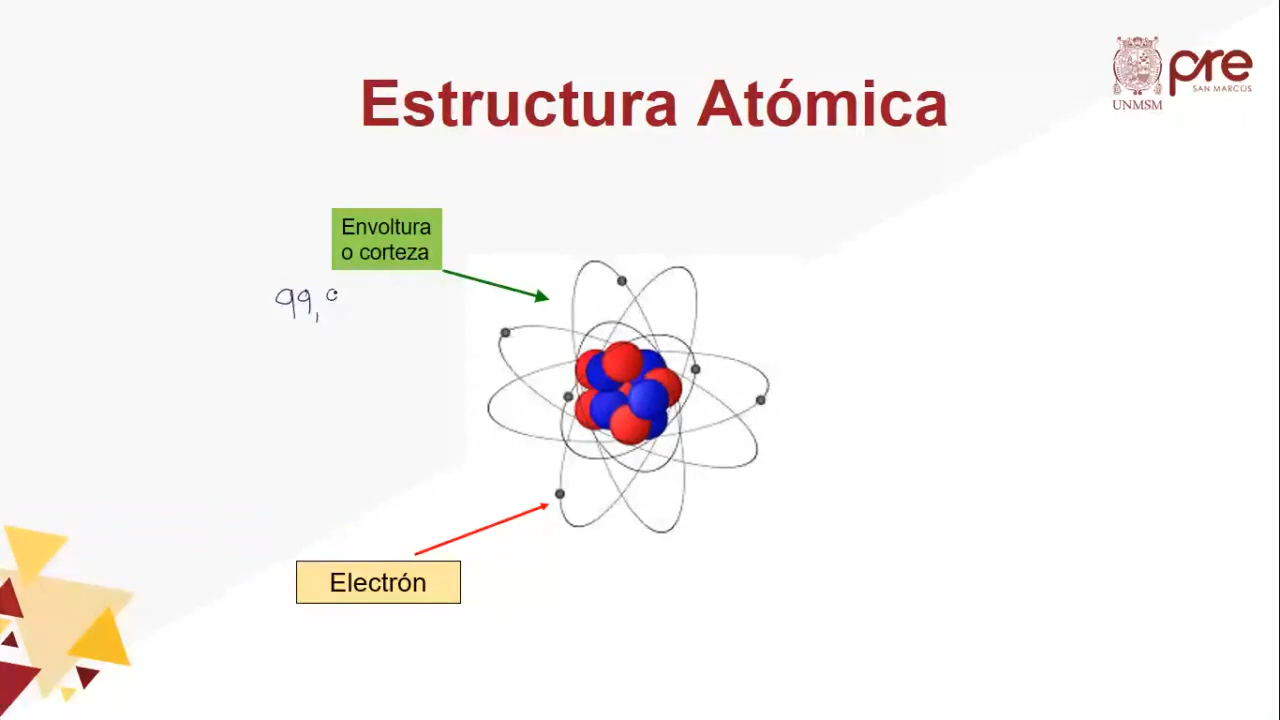 Estructura Atómica
pre
SAN MARCOS
UNMSM
Envoltura
o corteza
99,
Electrón